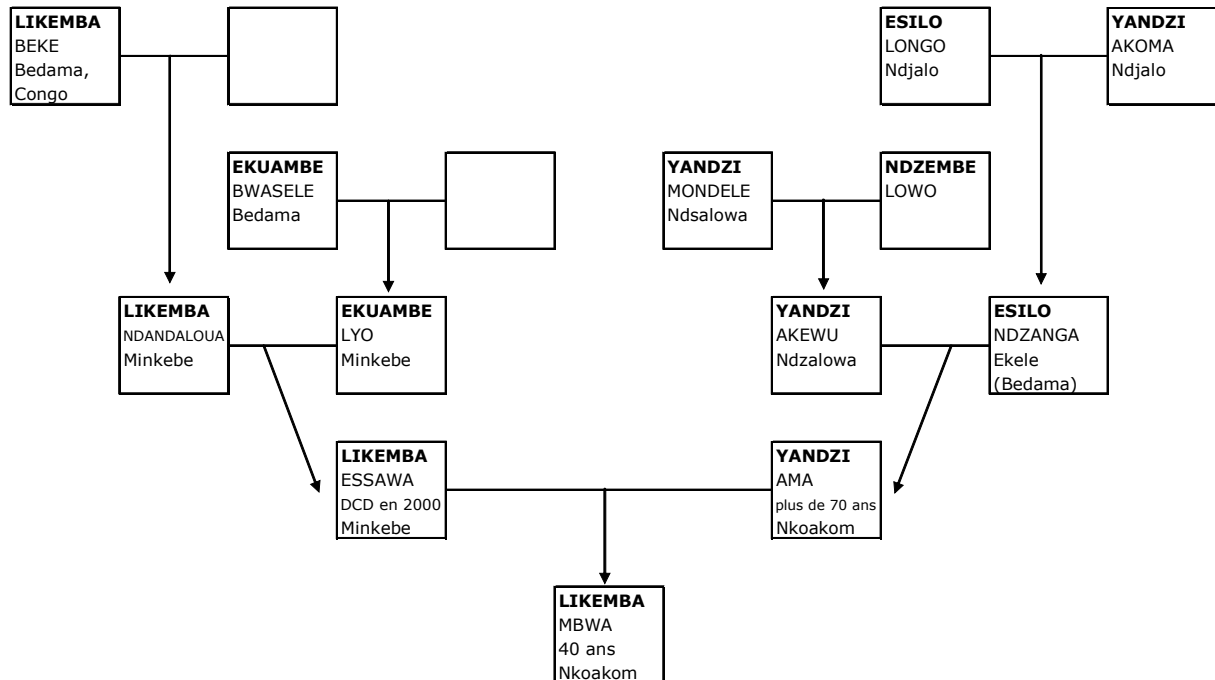 LIKEMBA
BEKE
Bedama,
Congo
ESILO
LONGO
Ndjalo
YANDZI
AKOMA
Ndjalo
EKUAMBE
BWASELE
Bedama
YANDZI
MONDELE
Ndsalowa
NDZEMBE
LOWO
LIKEMBA
NDANDALOUA
Minkebe
EKUAMBE
LYO
Minkebe
YANDZI
AKEWU
Ndzalowa
ESILO
NDZANGA
Ekele
(Bedama)
LIKEMBA
ESSAWA
DCD en 2000
Minkebe
YANDZI
AMA
plus de 70 ans
Nkoakom
LIKEMBA
MBWA
40 ans
Nkoakom